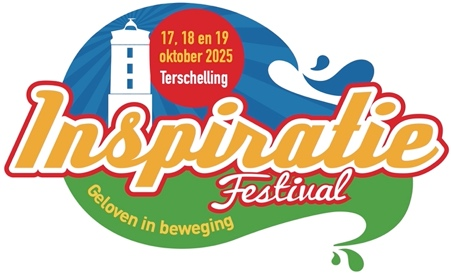 17, 18 en 19
oktober 2025
Terschelling
Inspiratie
Festival
Geloven in beweging